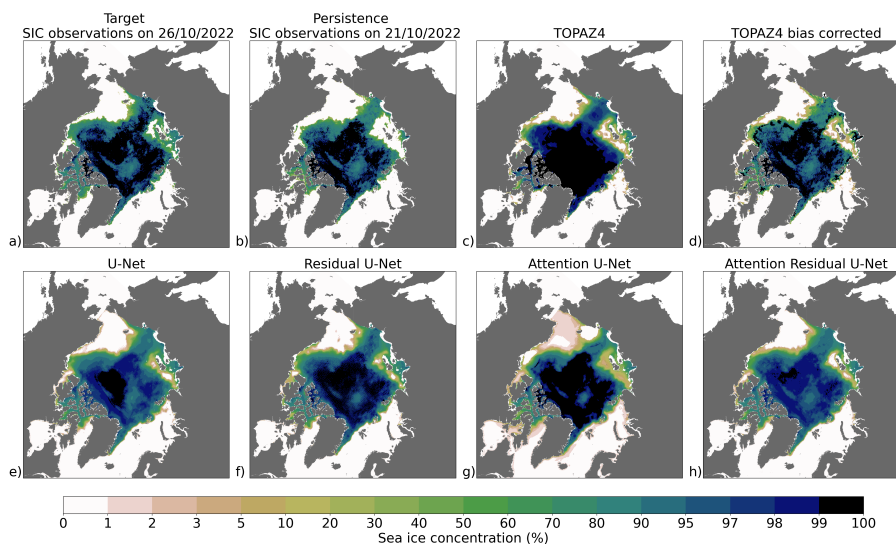 Target
SIC observations on 26/10/2022
Persistence
SIC observations on 21/10/2022
TOPAZ4
TOPAZ4 bias corrected
a)
b)
c)
d)
U-Net
Residual U-Net
Attention U-Net
Attention Residual U-Net
e)
f)
g)
h)
0 1 2 3 5 10 20 30 40 50 60 70 80 90 95 97 98 99 100
Sea ice concentration (%)